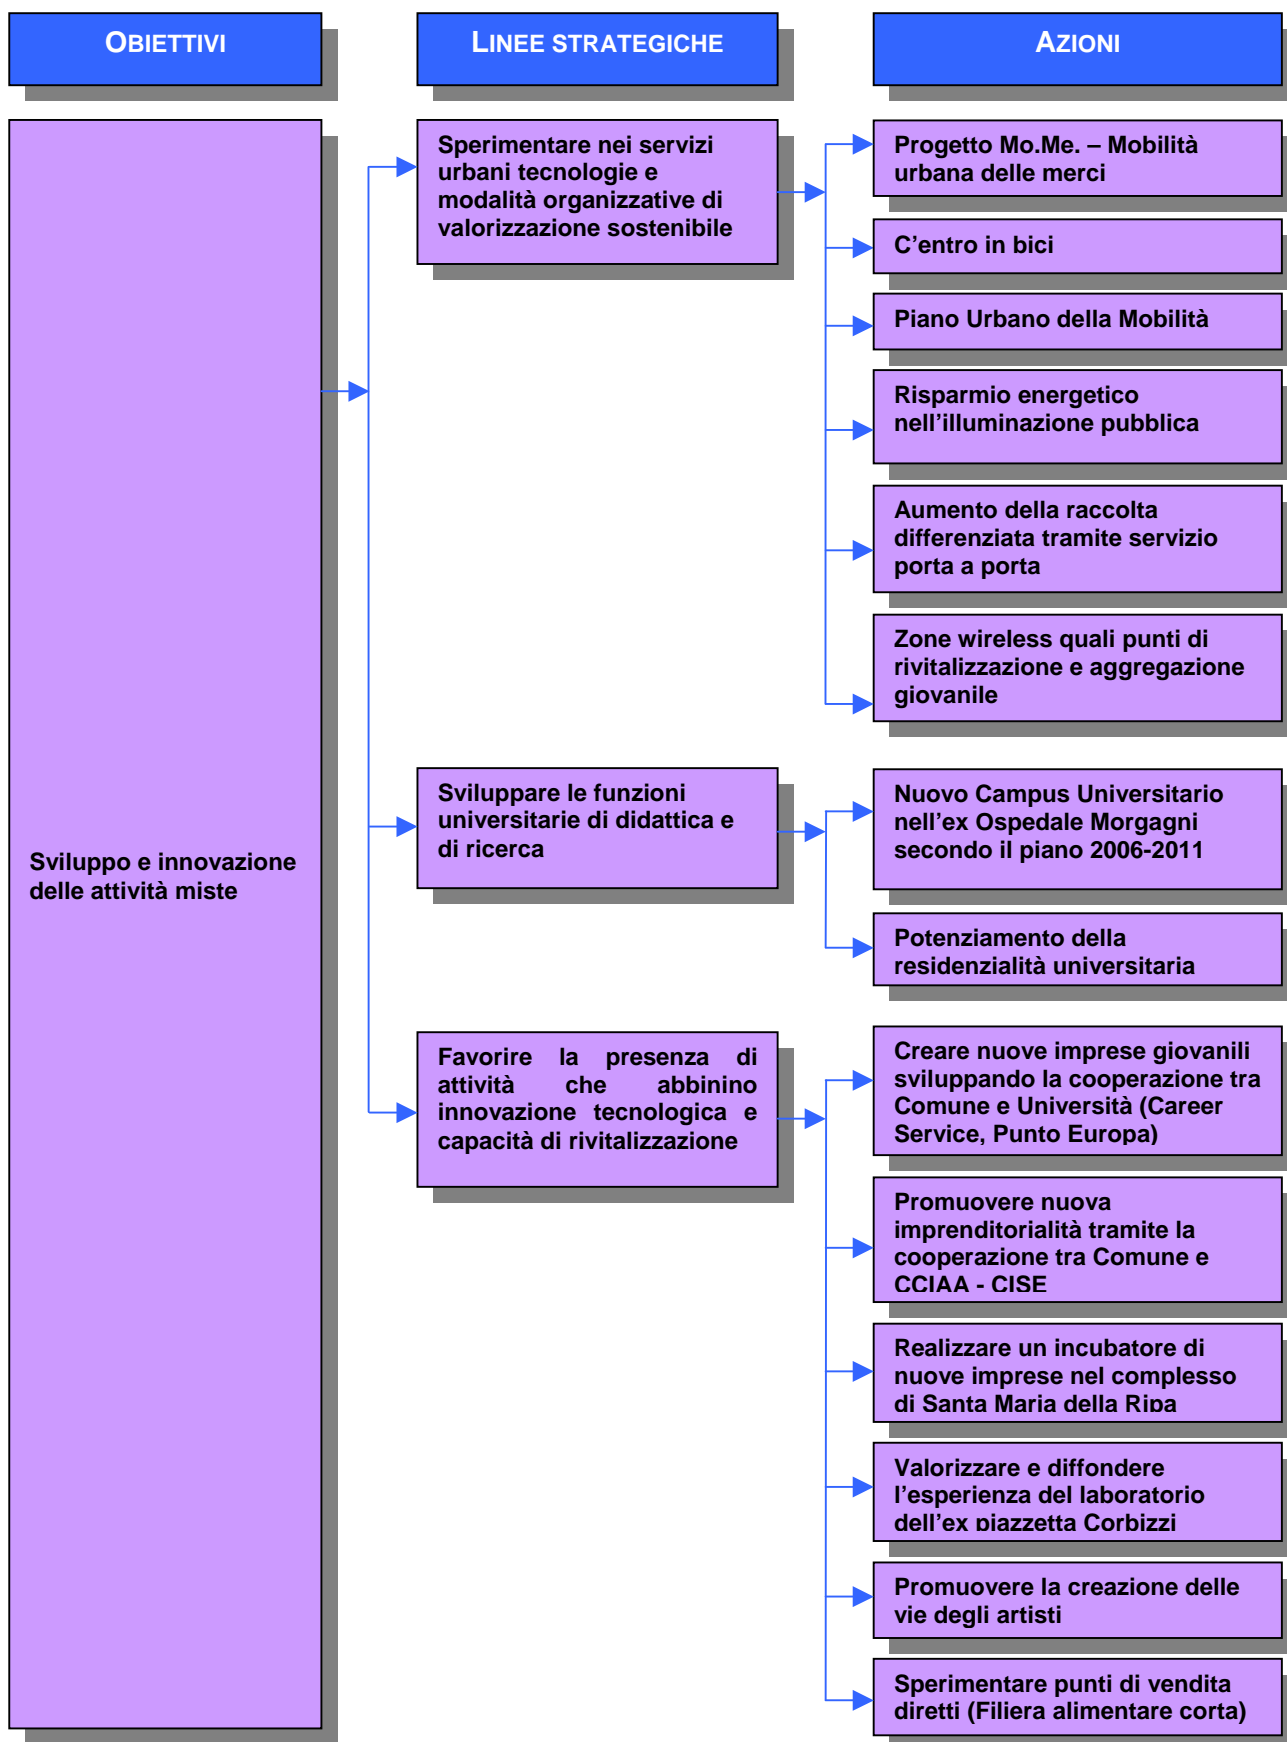 OBIETTIVI
LINEE STRATEGICHE
AZIONI
Sviluppo e innovazione
delle attività miste
Sperimentare nei servizi
urbani tecnologie e
modalità organizzative di
valorizzazione sostenibile
Progetto Mo.Me. – Mobilità
urbana delle merci
C'entro in bici
Piano Urbano della Mobilità
Risparmio energetico
nell'illuminazione pubblica
Aumento della raccolta
differenziata tramite servizio
porta a porta
Zone wireless quali punti di
rivitalizzazione e aggregazione
giovanile
Sviluppare le funzioni
universitarie di didattica e
di ricerca
Nuovo Campus Universitario
nell'ex Ospedale Morgagni
secondo il piano 2006-2011
Potenziamento della
residenzialità universitaria
Favorire la presenza di
attività che abbinino
innovazione tecnologica e
capacità di rivitalizzazione
Creare nuove imprese giovanili
sviluppando la cooperazione tra
Comune e Università (Career
Service, Punto Europa)
Promuovere nuova
imprenditorialità tramite la
cooperazione tra Comune e
CCIAA - CISE
Realizzare un incubatore di
nuove imprese nel complesso
di Santa Maria della Ripa
Valorizzare e diffondere
l'esperienza del laboratorio
dell'ex piazzetta Corbizzi
Promuovere la creazione delle
vie degli artisti
Sperimentare punti di vendita
diretti (Filiera alimentare corta)